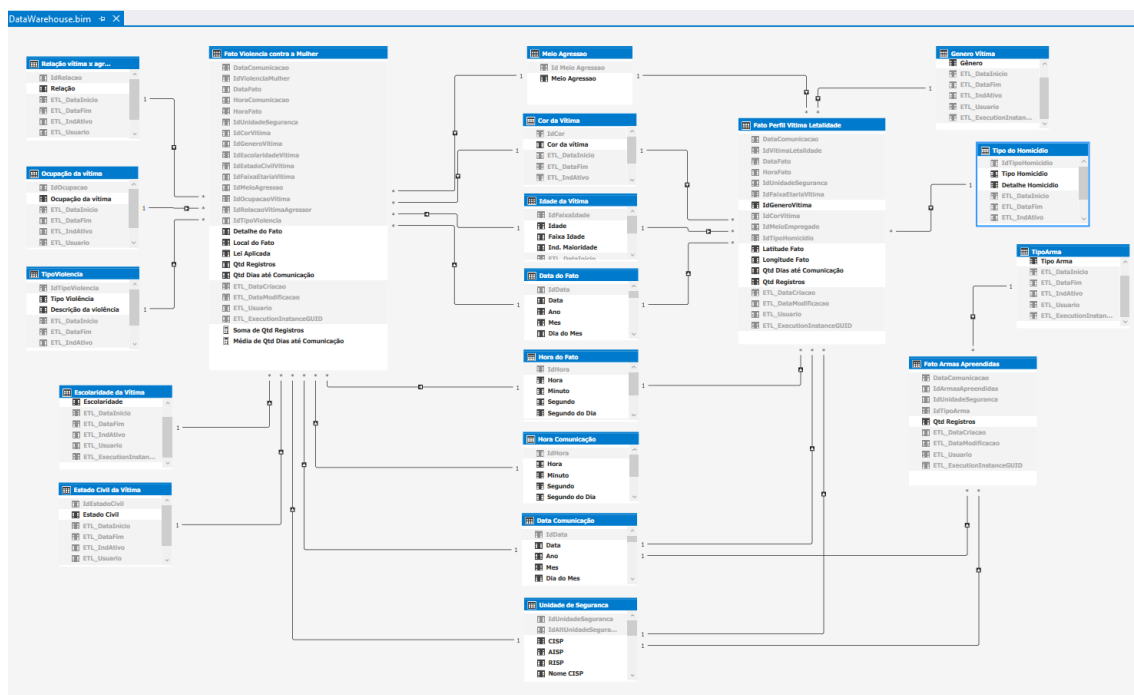 DataWarehouse.bim
Relação vítima x agr...
IdRelacao
Relação
ETL_DataInicio
ETL_DataFim
ETL_IndAtivo
ETL_Usuario
Ocupação da vítima
IdOcupacao
Ocupação da vítima
ETL_DataInicio
ETL_DataFim
ETL_IndAtivo
ETL_Usuario
TipoViolencia
IdTipoViolencia
Tipo Violência
Descrição da violência
ETL_DataInicio
ETL_DataFim
ETL_IndAtivo
Escolaridade da Vítima
Escolaridade
ETL_DataInicio
ETL_DataFim
ETL_IndAtivo
ETL_Usuario
ETL_ExecutionInstan...
Estado Civil da Vítima
IdEstadoCivil
Estado Civil
ETL_DataInicio
ETL_DataFim
ETL_IndAtivo
ETL_Usuario
Fato Violencia contra a Mulher
DataComunicacao
IdViolenciaMulher
DataFato
HoraComunicacao
HoraFato
IdUnidadeSeguranca
IdCorVitima
IdGeneroVitima
IdEscolaridadeVitima
IdEstadoCivilVitima
IdFaixaEtariaVitima
IdMeioAgressao
IdOcupacaoVitima
IdRelacaoVitimaAgressor
IdTipoViolencia
Detalhe do Fato
Local do Fato
Lei Aplicada
Qtd Registros
Qtd Dias até Comunicação
ETL_DataCriacao
ETL_DataModificacao
ETL_Usuario
ETL_ExecutionInstanceGUID
Soma de Qtd Registros
Média de Qtd Dias até Comunicação
Meio Agressao
Id Meio Agressao
Meio Agressao
Cor da Vítima
IdCor
Cor da vítima
ETL_DataInicio
ETL_DataFim
ETL_IndAtivo
Idade da Vítima
IdFaixaIdade
Idade
Faixa Idade
Ind. Maioridade
ETL_DataInicio
Data do Fato
IdData
Data
Ano
Mes
Dia do Mes
Hora do Fato
IdHora
Hora
Minuto
Segundo
Segundo do Dia
Hora Comunicação
IdHora
Hora
Minuto
Segundo
Segundo do Dia
Data Comunicação
IdData
Data
Ano
Mes
Dia do Mes
Unidade de Seguranca
IdUnidadeSeguranca
IdAltUnidadeSegura...
CISP
AISP
RISP
Nome CISP
Fato Perfil Vitima Letalidade
DataComunicacao
IdVitimaLetalidade
DataFato
HoraFato
IdUnidadeSeguranca
IdFaixaEtariaVitima
IdGeneroVitima
IdCorVitima
IdMeioEmpregado
IdTipoHomicidio
Latitude Fato
Longitude Fato
Qtd Dias até Comunicação
Qtd Registros
ETL_DataCriacao
ETL_DataModificacao
ETL_Usuario
ETL_ExecutionInstanceGUID
Genero Vítima
Gênero
ETL_DataInicio
ETL_DataFim
ETL_IndAtivo
ETL_Usuario
ETL_ExecutionInstan...
Tipo do Homicídio
IdTipoHomicidio
Tipo Homicidio
Detalhe Homicidio
ETL_DataInicio
ETL_DataFim
ETL_IndAtivo
TipoArma
Tipo Arma
ETL_DataInicio
ETL_DataFim
ETL_IndAtivo
ETL_Usuario
ETL_ExecutionInstan...
Fato Armas Apreendidas
DataComunicacao
IdArmasApreendidas
IdUnidadeSeguranca
IdTipoArma
Qtd Registros
ETL_DataCriacao
ETL_DataModificacao
ETL_Usuario
ETL_ExecutionInstanceGUID